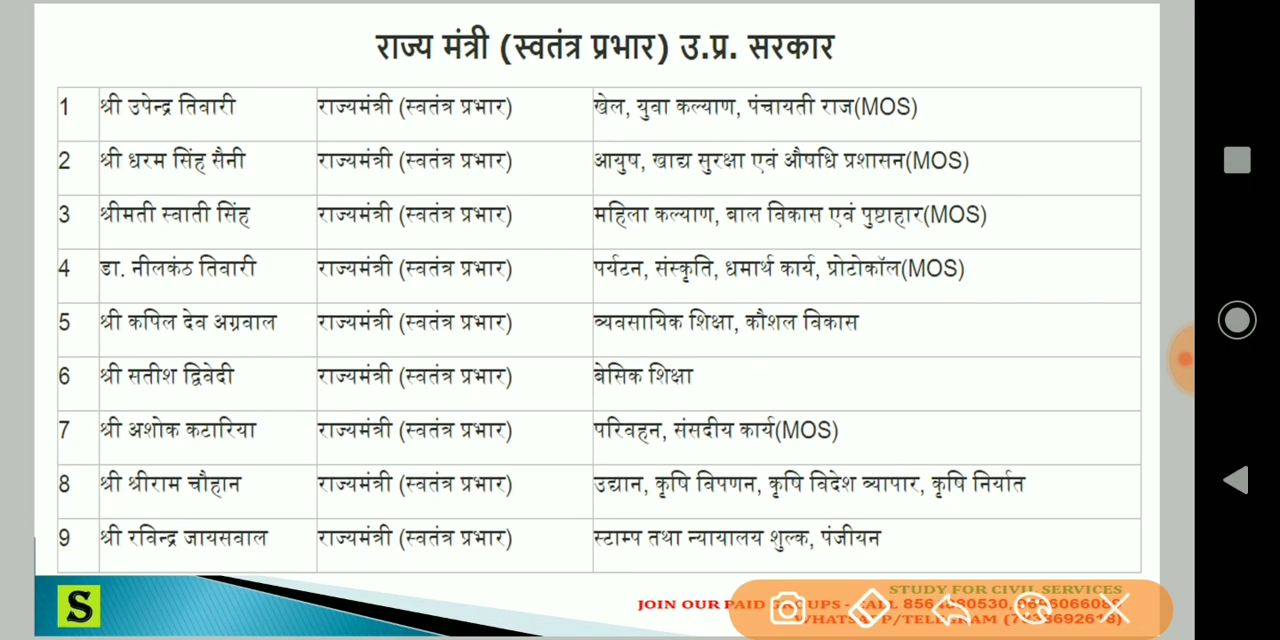 राज्य मंत्री (स्वतंत्र प्रभार) उ.प्र. सरकार
1 श्री उपेन्द्र तिवारी राज्यमंत्री (स्वतंत्र प्रभार) खेल, युवा कल्याण, पंचायती राज(MOS)
2 श्री धरम सिंह सैनी राज्यमंत्री (स्वतंत्र प्रभार) आयुष, खाद्य सुरक्षा एवं औषधि प्रशासन(MOS)
3 श्रीमती स्वाती सिंह राज्यमंत्री (स्वतंत्र प्रभार) महिला कल्याण, बाल विकास एवं पुष्टाहार(MOS)
4 डा. नीलकंठ तिवारी राज्यमंत्री (स्वतंत्र प्रभार) पर्यटन, संस्कृति, धमार्थ कार्य, प्रोटोकॉल(MOS)
5 श्री कपिल देव अग्रवाल राज्यमंत्री (स्वतंत्र प्रभार) व्यवसायिक शिक्षा, कौशल विकास
6 श्री सतीश द्विवेदी राज्यमंत्री (स्वतंत्र प्रभार) बेसिक शिक्षा
7 श्री अशोक कटारिया राज्यमंत्री (स्वतंत्र प्रभार) परिवहन, संसदीय कार्य(MOS)
8 श्री श्रीराम चौहान राज्यमंत्री (स्वतंत्र प्रभार) उद्यान, कृषि विपणन, कृषि विदेश व्यापार, कृषि निर्यात
9 श्री रविन्द्र जायसवाल राज्यमंत्री (स्वतंत्र प्रभार) स्टाम्प तथा न्यायालय शुल्क, पंजीयन
S
STUDY FOR CIVIL SERVICES
JOIN OUR PAID CALL